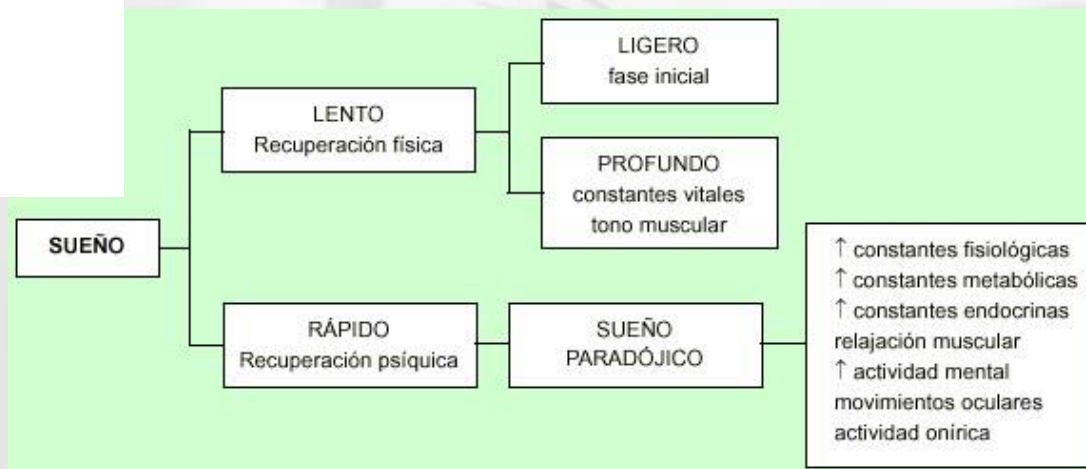 SUEÑO
LENTO
Recuperación física
LIGERO
fase inicial
PROFUNDO
constantes vitales
tono muscular
RÁPIDO
Recuperación psíquica
SUEÑO
PARADÓJICO
↑ constantes fisiológicas
↑ constantes metabólicas
↑ constantes endocrinas
relajación muscular
↑ actividad mental
movimientos oculares
actividad onírica